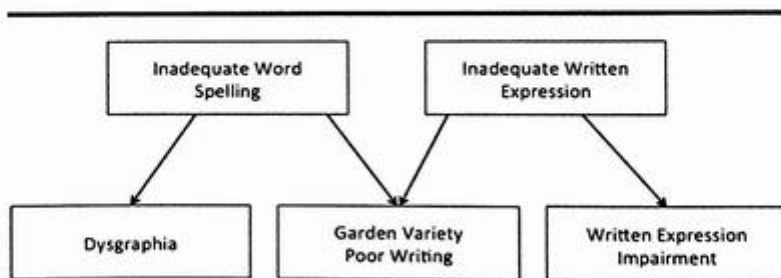 Inadequate Word
Spelling
Inadequate Written
Expression
Dysgraphia
Garden Variety
Poor Writing
Written Expression
Impairment